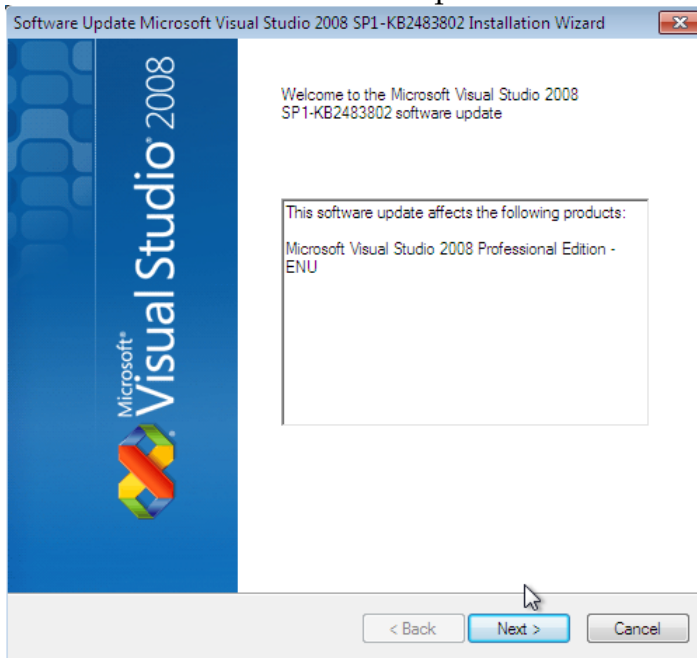 Software Update Microsoft Visual Studio 2008 SP1-KB2483802 Installation Wizard
Microsoft®
Visual Studio® 2008
Welcome to the Microsoft Visual Studio 2008
SP1-KB2483802 software update
This software update affects the following products:
Microsoft Visual Studio 2008 Professional Edition -
ENU
< Back
Next >
Cancel